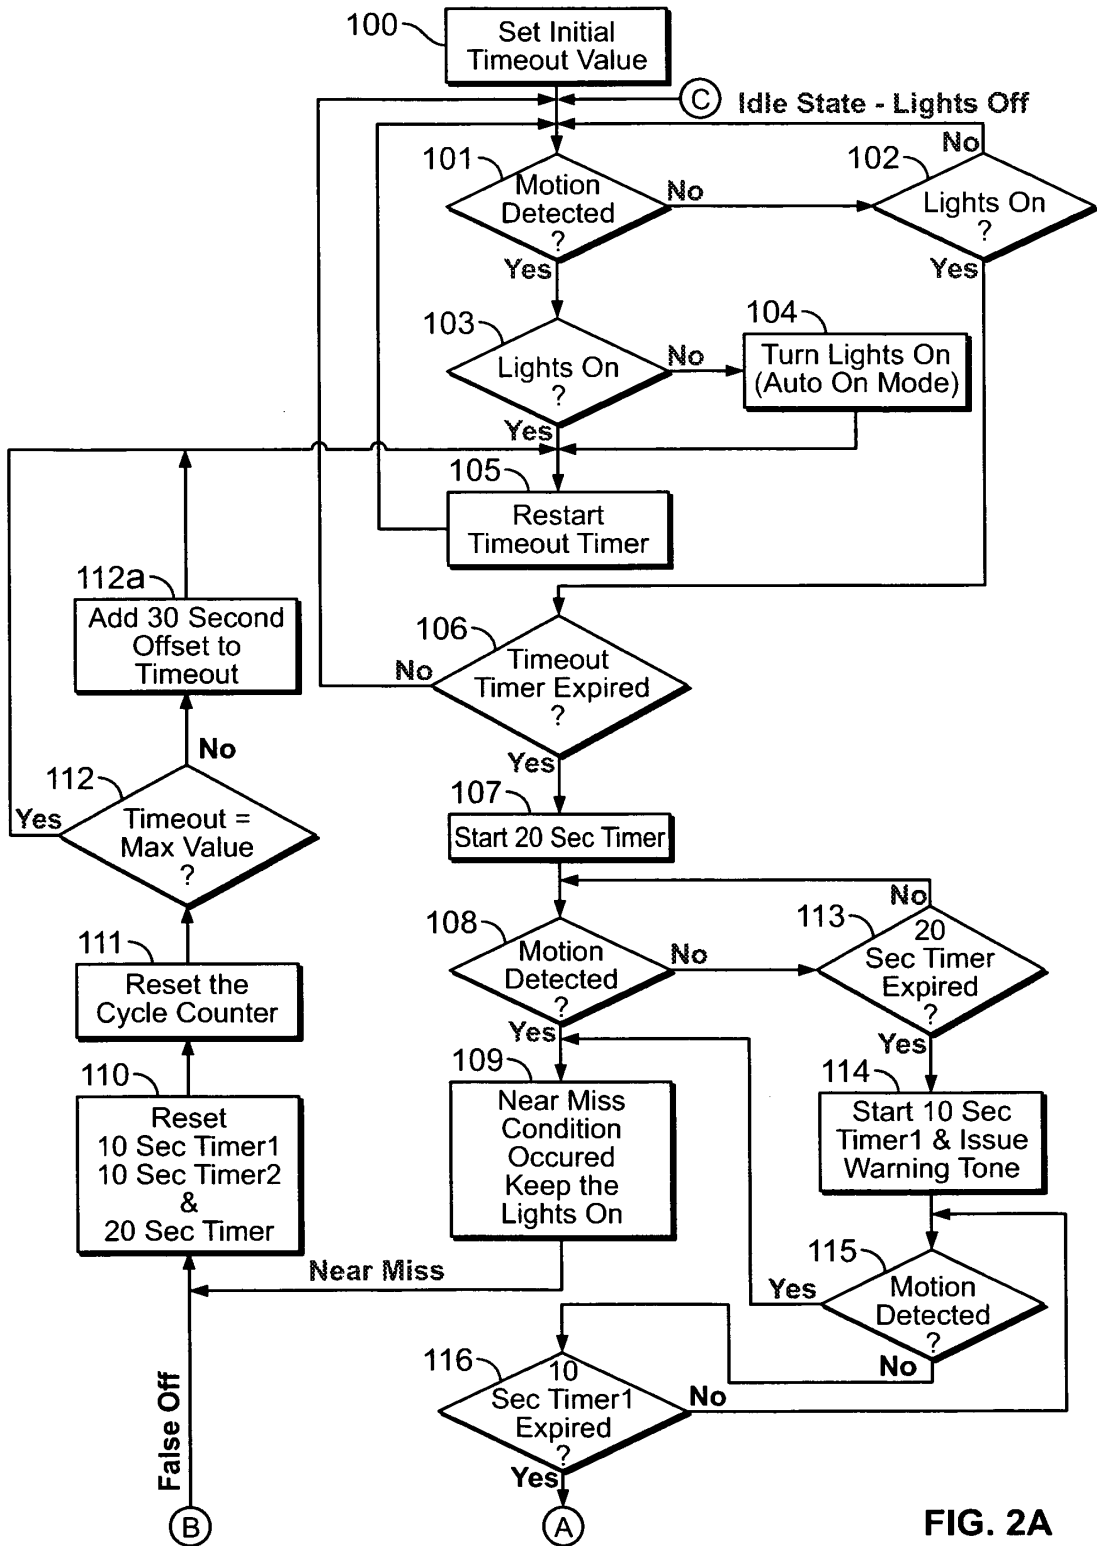 100
Set Initial
Timeout Value
C
Idle State - Lights Off
No
101
Motion
Detected
?
No
102
Lights On
?
Yes
Yes
103
Lights On
?
No
104
Turn Lights On
(Auto On Mode)
Yes
105
Restart
Timeout Timer
112a
Add 30 Second
Offset to
Timeout
106
Timeout
Timer Expired
?
No
Yes
No
112
Timeout =
Max Value
?
Yes
107
Start 20 Sec Timer
108
Motion
Detected
?
No
No
113
20
Sec Timer
Expired
?
Yes
Yes
111
Reset the
Cycle Counter
109
Near Miss
Condition
Occured
Keep the
Lights On
114
Start 10 Sec
Timer1 & Issue
Warning Tone
110
Reset
10 Sec Timer1
10 Sec Timer2
&
20 Sec Timer
Near Miss
115
Motion
Detected
?
Yes
No
116
10
Sec Timer1
Expired
?
No
Yes
False Off
B
A
FIG. 2A